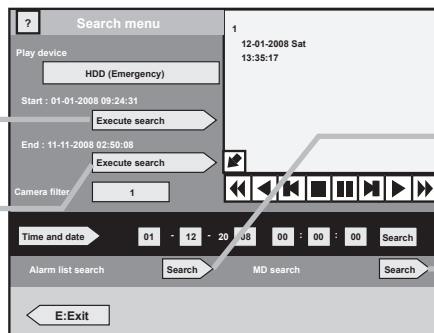 ? Search menu
1
12-01-2008 Sat
13:35:17
Play device
HDD (Emergency)
Start : 01-01-2008 09:24:31
Execute search
End : 11-11-2008 02:50:08
Execute search
Camera filter 1
Time and date 01 - 12 - 20 08 00 : 00 : 00 Search
Alarm list search Search MD search Search
E:Exit